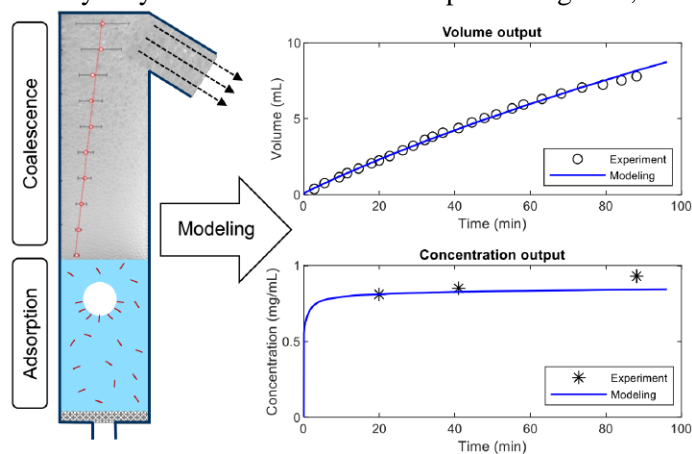 Coalescence
Adsorption
Modeling
Volume output
Volume (mL)
10
5
0
0 20 40 60 80 100
Time (min)
Experiment
Modeling
Concentration output
Concentration (mg/mL)
1
0.5
0
0 20 40 60 80 100
Time (min)
Experiment
Modeling